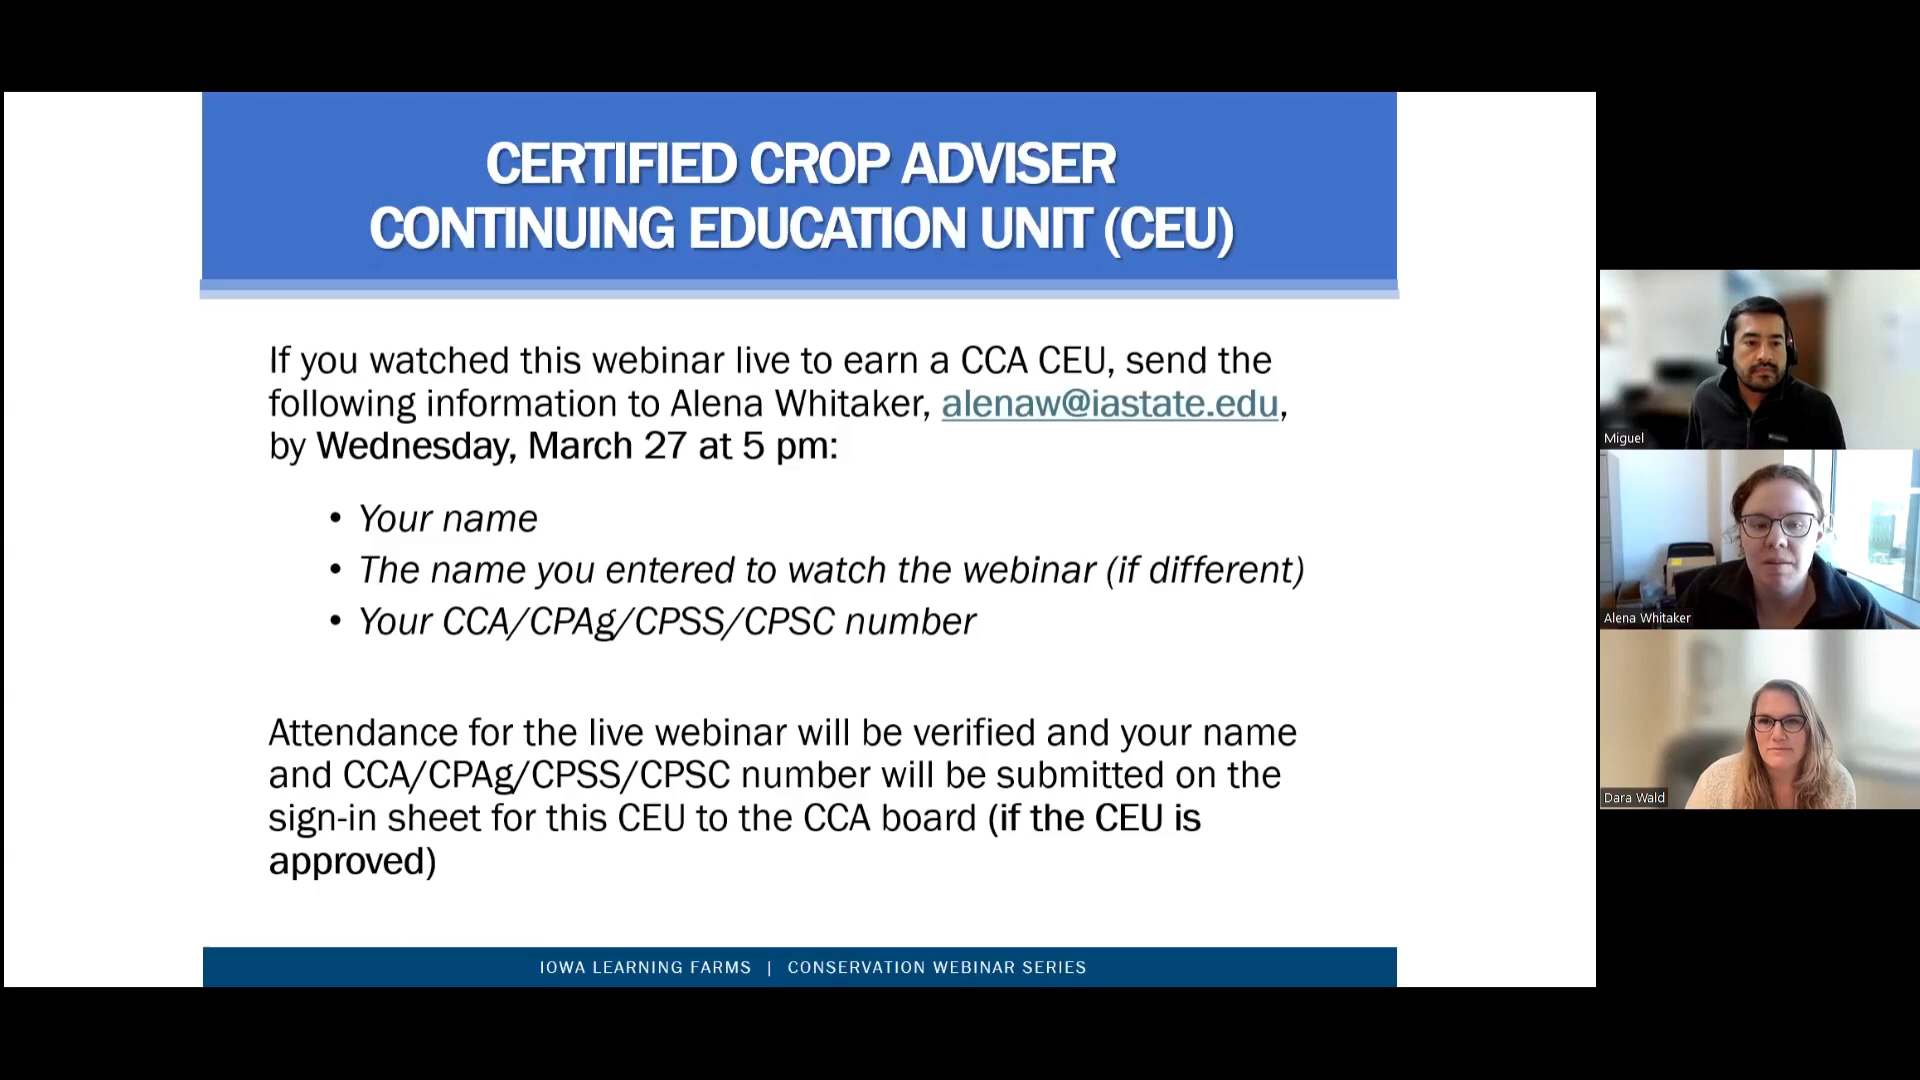 CERTIFIED CROP ADVISER
CONTINUING EDUCATION UNIT (CEU)
If you watched this webinar live to earn a CCA CEU, send the
following information to Alena Whitaker, alenaw@iastate.edu,
by Wednesday, March 27 at 5 pm:
• Your name
• The name you entered to watch the webinar (if different)
• Your CCA/CPAg/CPSS/CPSC number
Attendance for the live webinar will be verified and your name
and CCA/CPAg/CPSS/CPSC number will be submitted on the
sign-in sheet for this CEU to the CCA board (if the CEU is
approved)
IOWA LEARNING FARMS | CONSERVATION WEBINAR SERIES
Miguel
Alena Whitaker
Dara Wald